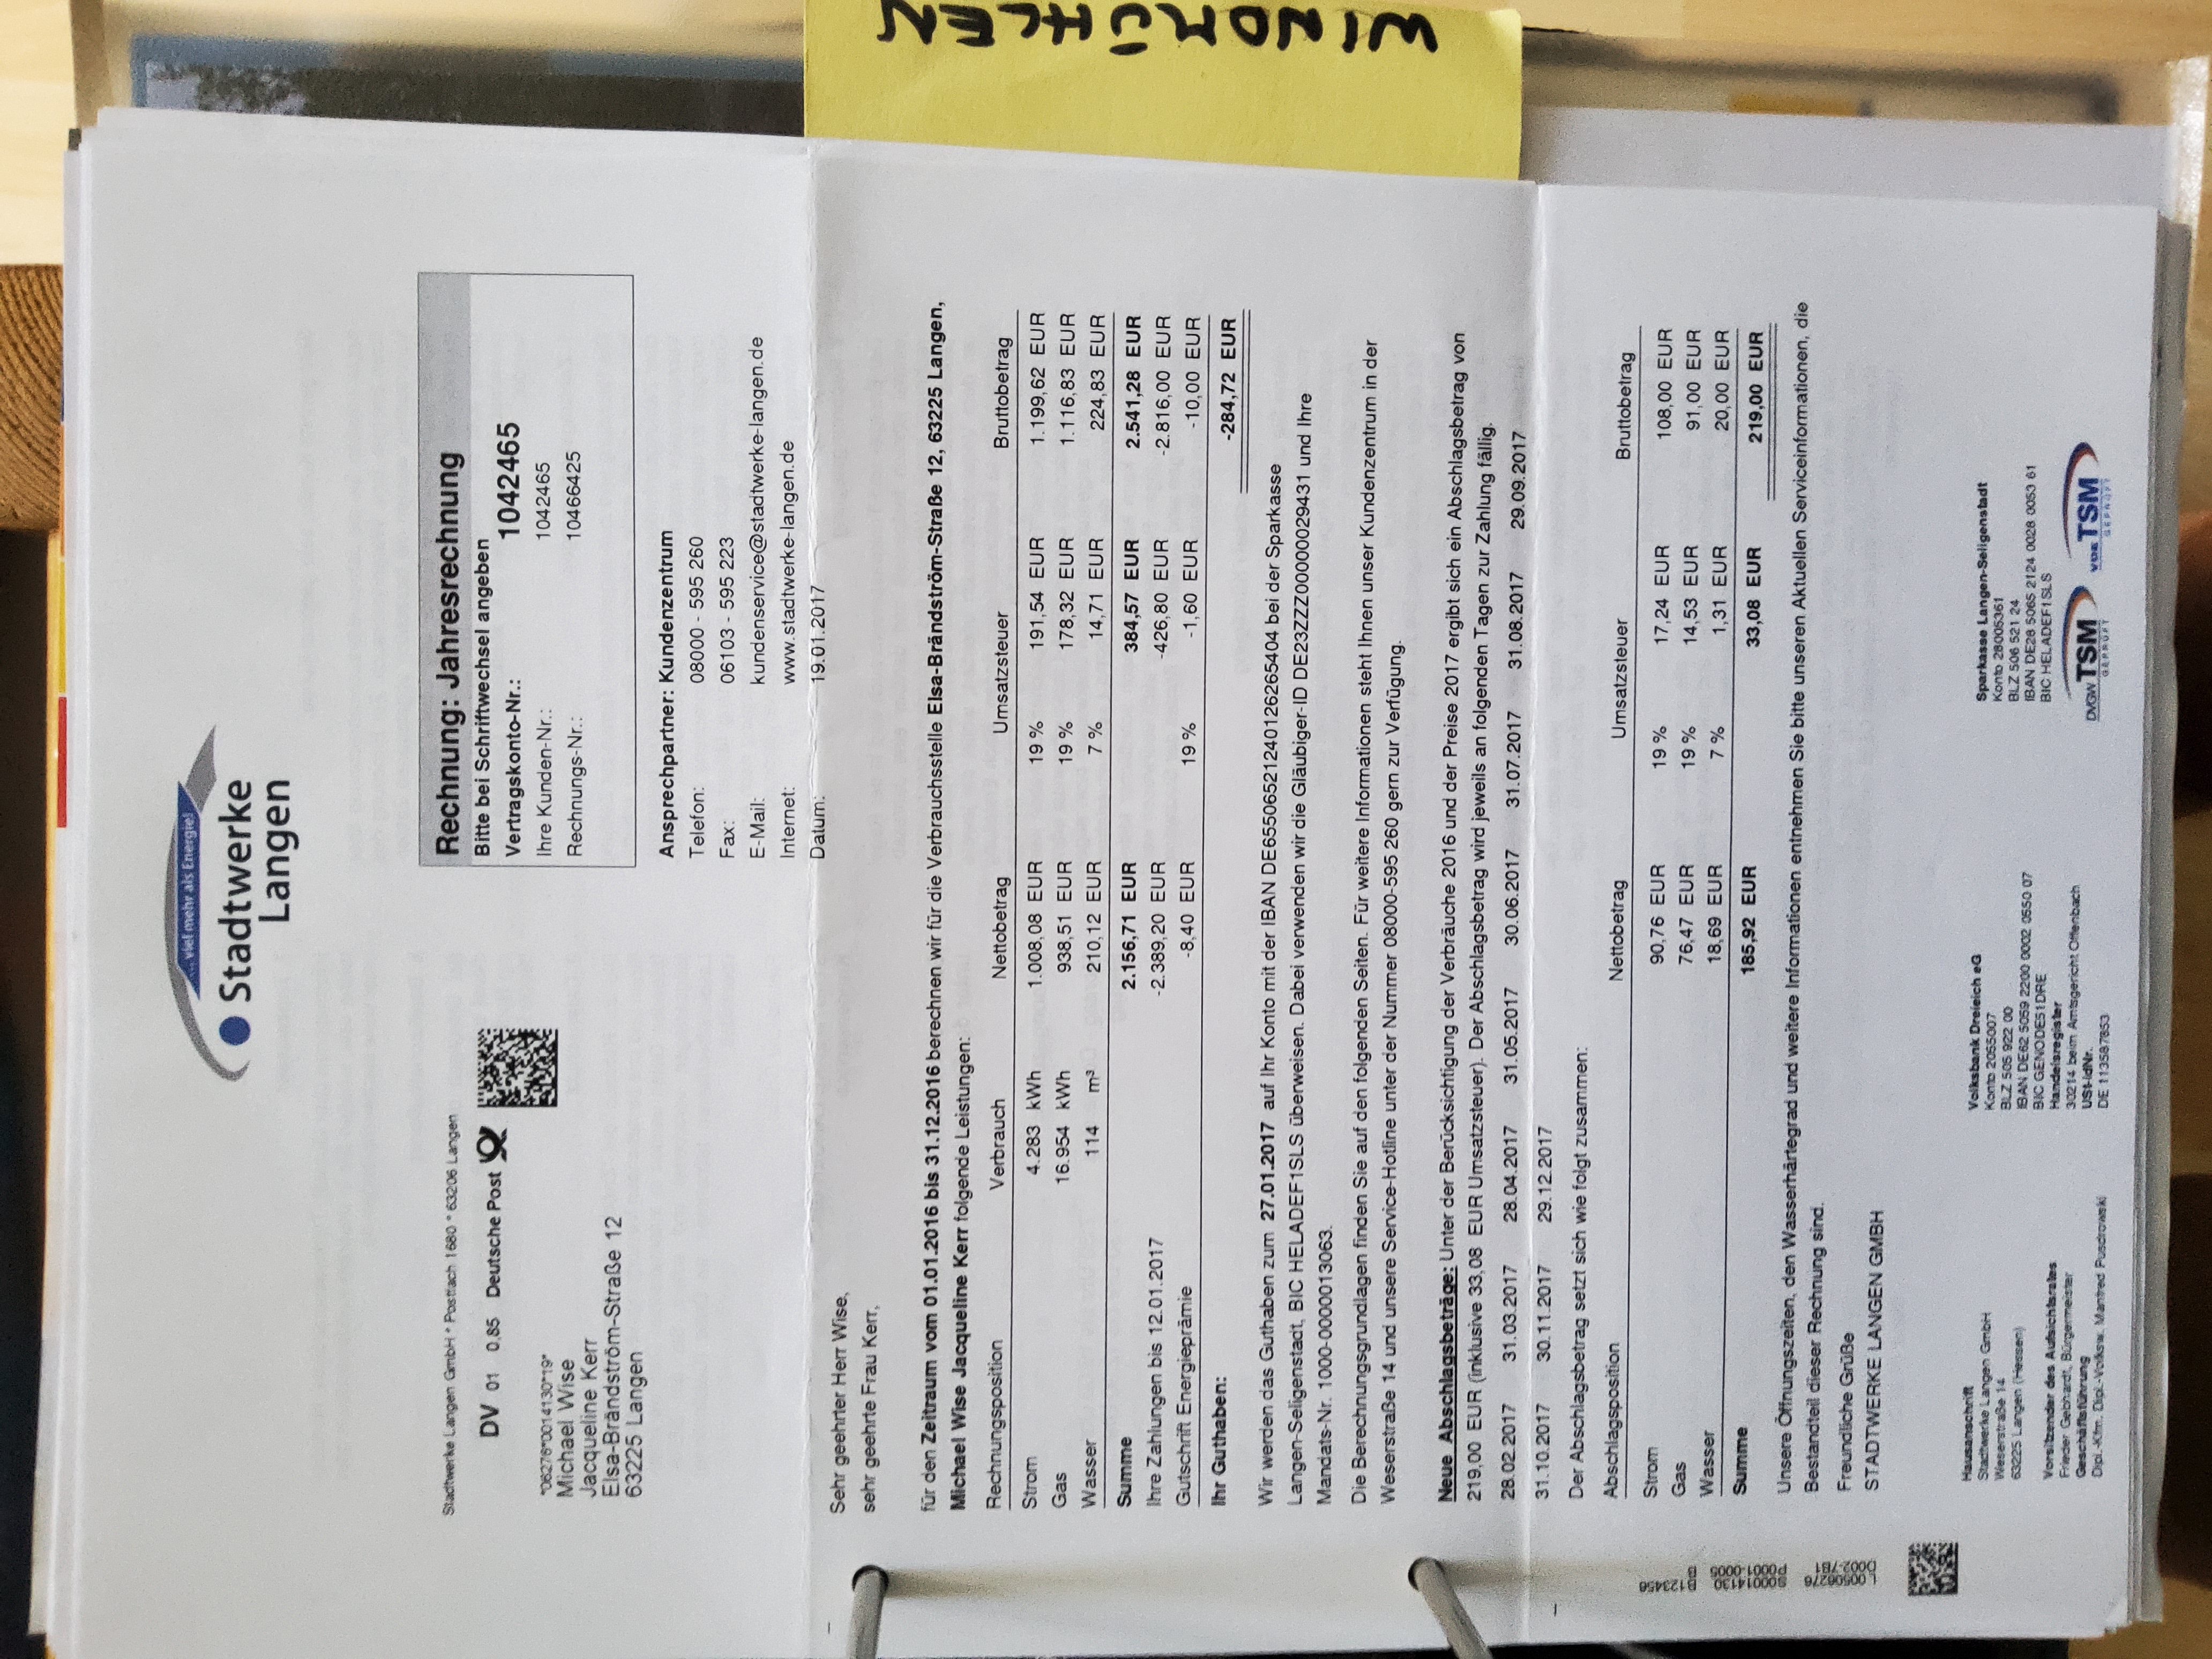 ... viel mehr als Energie!
Stadtwerke
Langen
Stadtwerke Langen GmbH * Postfach 1680 * 63206 Langen
DV 01 0,85 Deutsche Post
*06276*0014130*19*
Michael Wise
Jacqueline Kerr
Elsa-Brändström-Straße 12
63225 Langen
Rechnung: Jahresrechnung
Bitte bei Schriftwechsel angeben
Vertragskonto-Nr.: 1042465
Ihre Kunden-Nr.: 1042465
Rechnungs-Nr.: 10466425
Ansprechpartner: Kundenzentrum
Telefon: 08000 - 595 260
Fax: 06103 - 595 223
E-Mail: kundenservice@stadtwerke-langen.de
Internet: www.stadtwerke-langen.de
Datum: 19.01.2017
Sehr geehrter Herr Wise,
sehr geehrte Frau Kerr,
für den Zeitraum vom 01.01.2016 bis 31.12.2016 berechnen wir für die Verbrauchsstelle Elsa-Brändström-Straße 12, 63225 Langen,
Michael Wise Jacqueline Kerr folgende Leistungen:
Rechnungsposition Verbrauch Nettobetrag Umsatzsteuer Bruttobetrag
Strom 4.283 kWh 1.008,08 EUR 19 % 191,54 EUR 1.199,62 EUR
Gas 16.954 kWh 938,51 EUR 19 % 178,32 EUR 1.116,83 EUR
Wasser 114 m³ 210,12 EUR 7 % 14,71 EUR 224,83 EUR
Summe 2.156,71 EUR 384,57 EUR 2.541,28 EUR
Ihre Zahlungen bis 12.01.2017 -2.389,20 EUR -426,80 EUR -2.816,00 EUR
Gutschrift Energieprämie -8,40 EUR 19 % -1,60 EUR -10,00 EUR
Ihr Guthaben: -284,72 EUR
Wir werden das Guthaben zum 27.01.2017 auf Ihr Konto mit der IBAN DE65506521240126265404 bei der Sparkasse
Langen-Seligenstadt, BIC HELADEF1SLS überweisen. Dabei verwenden wir die Gläubiger-ID DE23ZZZ00000029431 und Ihre
Mandats-Nr. 1000-0000013063.
Die Berechnungsgrundlagen finden Sie auf den folgenden Seiten. Für weitere Informationen steht Ihnen unser Kundenzentrum in der
Weserstraße 14 und unsere Service-Hotline unter der Nummer 08000-595 260 gern zur Verfügung.
Neue Abschlagsbeträge: Unter der Berücksichtigung der Verbräuche 2016 und der Preise 2017 ergibt sich ein Abschlagsbetrag von
219,00 EUR (inklusive 33,08 EUR Umsatzsteuer). Der Abschlagsbetrag wird jeweils an folgenden Tagen zur Zahlung fällig.
28.02.2017 31.03.2017 28.04.2017 31.05.2017 30.06.2017 31.07.2017 31.08.2017 29.09.2017
31.10.2017 30.11.2017 29.12.2017
Der Abschlagsbetrag setzt sich wie folgt zusammen:
Abschlagsposition Nettobetrag Umsatzsteuer Bruttobetrag
Strom 90,76 EUR 19 % 17,24 EUR 108,00 EUR
Gas 76,47 EUR 19 % 14,53 EUR 91,00 EUR
Wasser 18,69 EUR 7 % 1,31 EUR 20,00 EUR
Summe 185,92 EUR 33,08 EUR 219,00 EUR
Unsere Öffnungszeiten, den Wasserhärtegrad und weitere Informationen entnehmen Sie bitte unseren Aktuellen Serviceinformationen, die
Bestandteil dieser Rechnung sind.
Freundliche Grüße
STADTWERKE LANGEN GMBH
L00506276 S00014130 B123456
D002-7B1 P0001-0005 B
Hausanschrift
Stadtwerke Langen GmbH
Weserstraße 14
63225 Langen (Hessen)
Vorsitzender des Aufsichtsrates
Frieder Gebhardt, Bürgermeister
Geschäftsführung
Dipl.-Kfm. Dipl.-Volksw. Manfred Pusdrowski
Volksbank Dreieich eG
Konto 2055007
BLZ 505 922 00
IBAN DE62 5059 2200 0002 0550 07
BIC GENODE51DRE
Handelsregister
30214 beim Amtsgericht Offenbach
USt-IdNr.
DE 113587853
Sparkasse Langen-Seligenstadt
Konto 28005361
BLZ 506 521 24
IBAN DE28 5065 2124 0028 0053 61
BIC HELADEF1SLS
DVGW TSM
GEPRÜFT
VDE TSM
GEPRÜFT
WINDMÜHLEN